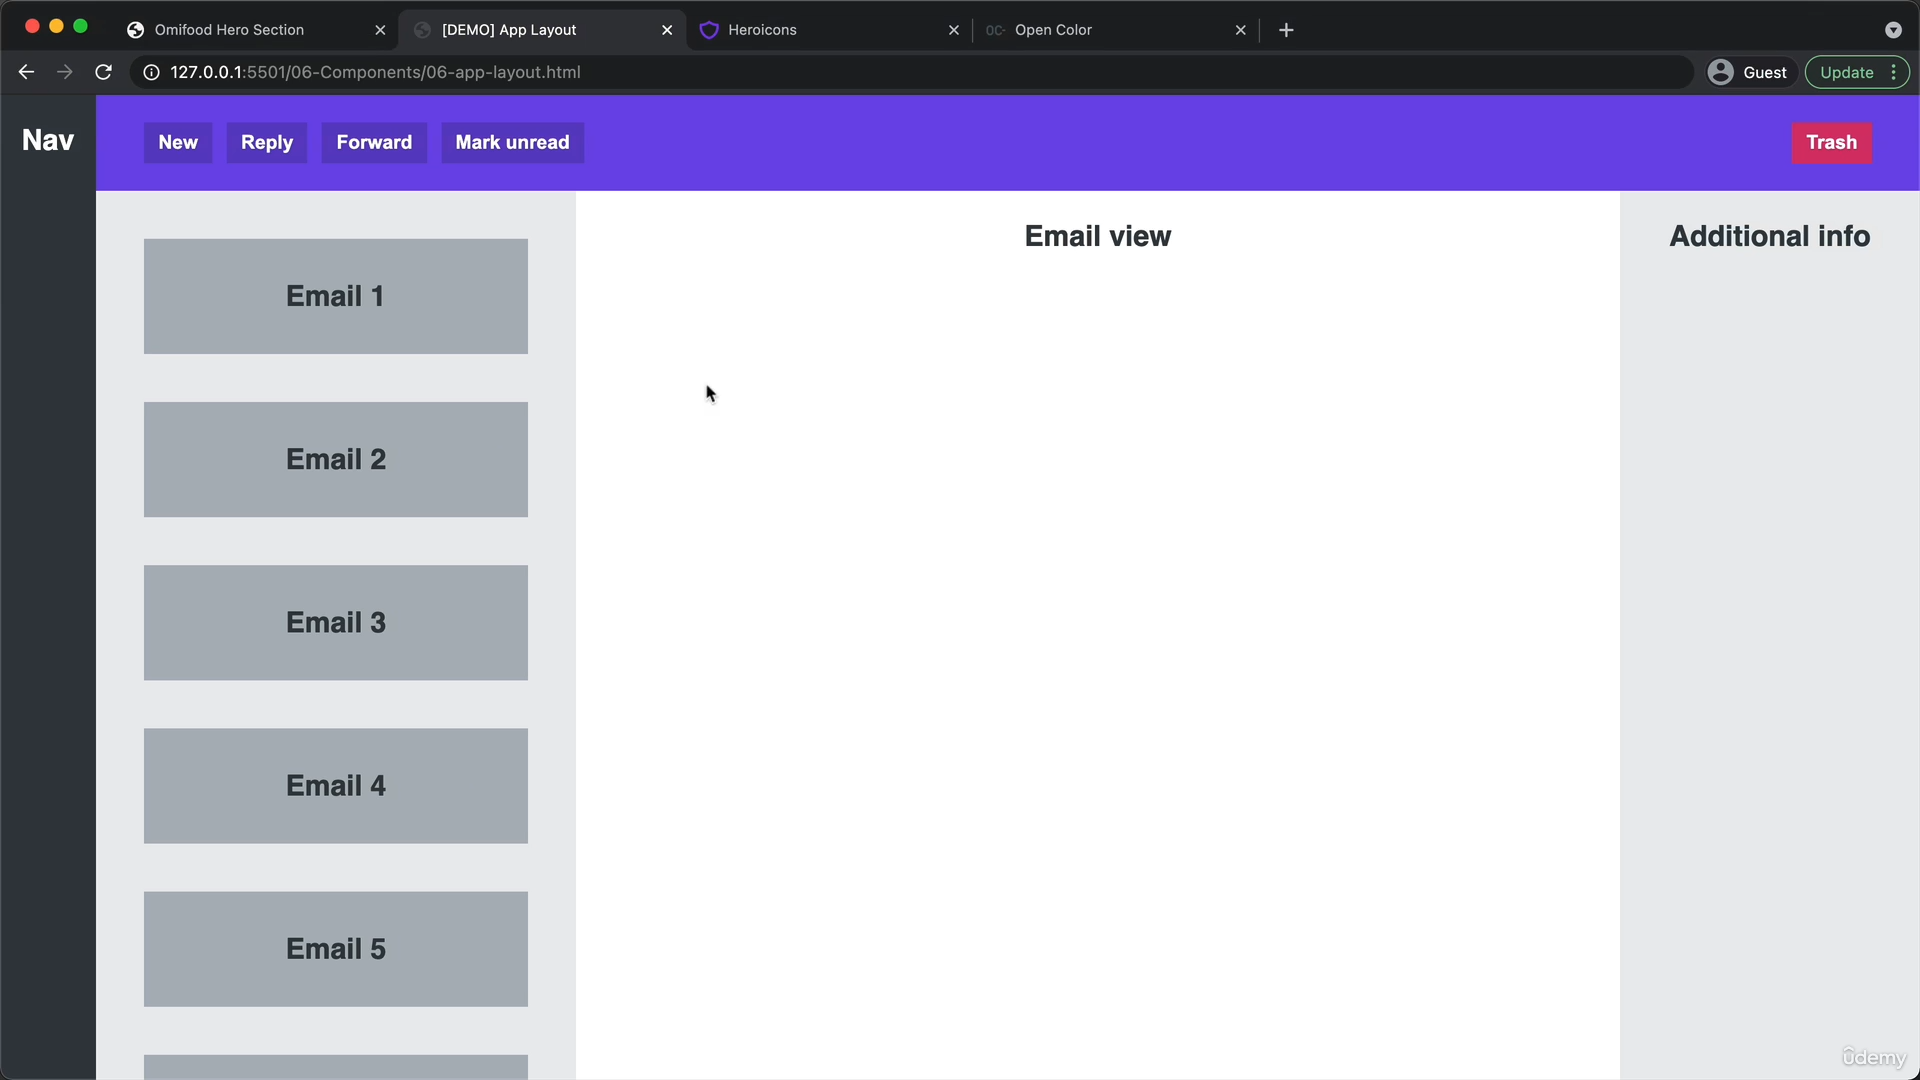 Omifood Hero Section
[DEMO] App Layout
Heroicons
OC- Open Color
127.0.0.1:5501/06-Components/06-app-layout.html
Guest
Update
Nav
New
Reply
Forward
Mark unread
Trash
Email 1
Email 2
Email 3
Email 4
Email 5
Email view
Additional info
ûdemy